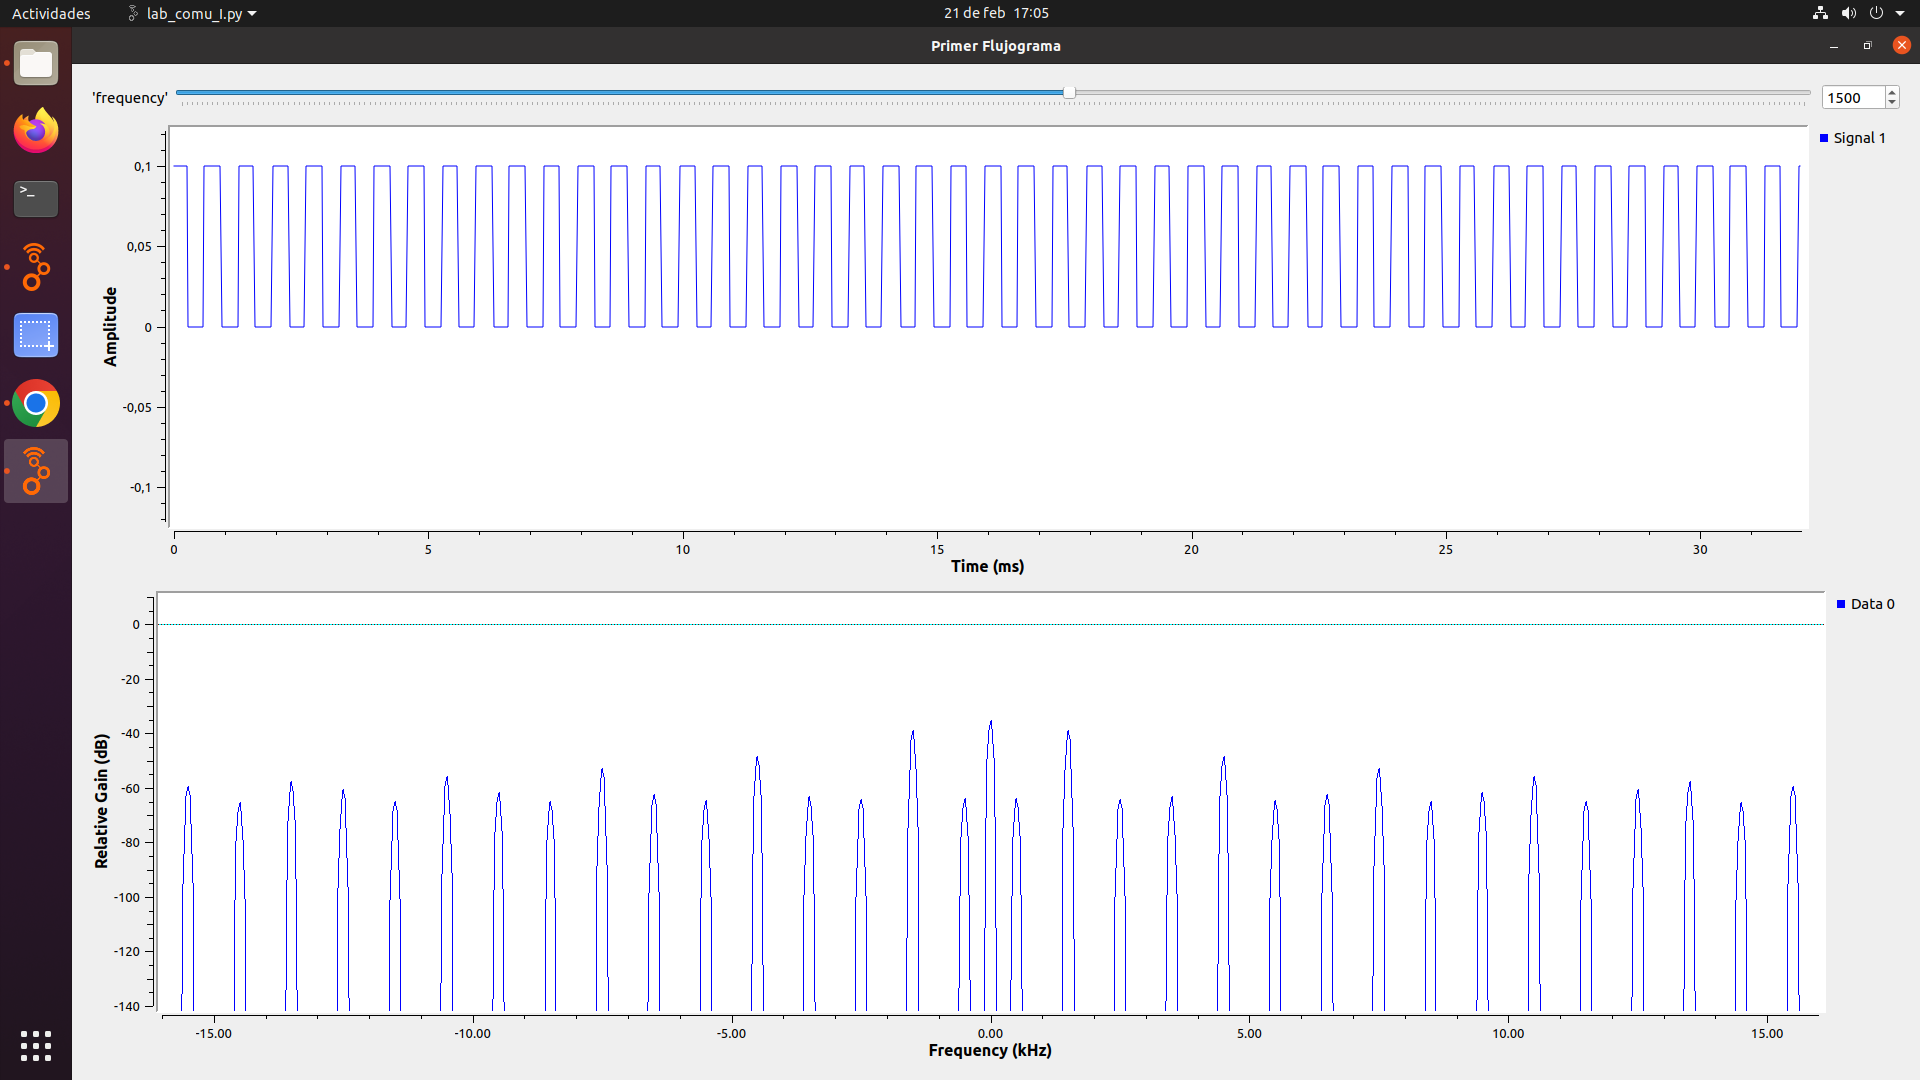 Actividades
lab_comu_I.py
21 de feb 17:05
Primer Flujograma
'frequency'
1500
Signal 1
0,1
0,05
0
-0,05
-0,1
Amplitude
0 5 10 15 20 25 30
Time (ms)
Data 0
0
-20
-40
-60
-80
-100
-120
-140
Relative Gain (dB)
-15.00 -10.00 -5.00 0.00 5.00 10.00 15.00
Frequency (kHz)
>_